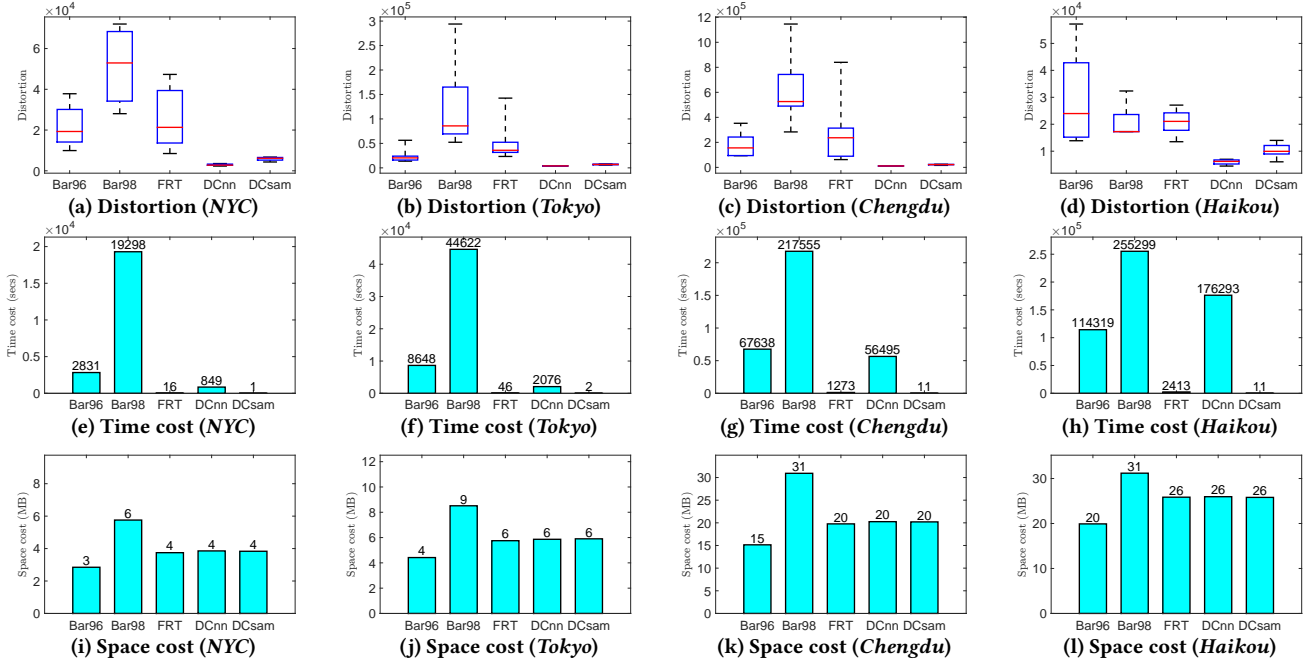 ×10^4
6
4
2
0
Distortion
Bar96 Bar98 FRT DCnn DCsam
(a) Distortion (NYC)
×10^5
3
2.5
2
1.5
1
0.5
0
Distortion
Bar96 Bar98 FRT DCnn DCsam
(b) Distortion (Tokyo)
×10^5
12
10
8
6
4
2
0
Distortion
Bar96 Bar98 FRT DCnn DCsam
(c) Distortion (Chengdu)
×10^4
5
4
3
2
1
Distortion
Bar96 Bar98 FRT DCnn DCsam
(d) Distortion (Haikou)
×10^4
2
1.5
1
0.5
0
Time cost (secs)
2831 19298 16 849 1
Bar96 Bar98 FRT DCnn DCsam
(e) Time cost (NYC)
×10^4
4
2
0
Time cost (secs)
8648 44622 46 2076 2
Bar96 Bar98 FRT DCnn DCsam
(f) Time cost (Tokyo)
×10^5
2
1.5
1
0.5
0
Time cost (secs)
67638 217555 1273 56495 11
Bar96 Bar98 FRT DCnn DCsam
(g) Time cost (Chengdu)
×10^5
2.5
2
1.5
1
0.5
0
Time cost (secs)
114319 255299 2413 176293 11
Bar96 Bar98 FRT DCnn DCsam
(h) Time cost (Haikou)
8
6
4
2
0
Space cost (MB)
3 6 4 4 4
Bar96 Bar98 FRT DCnn DCsam
(i) Space cost (NYC)
12
10
8
6
4
2
0
Space cost (MB)
4 9 6 6 6
Bar96 Bar98 FRT DCnn DCsam
(j) Space cost (Tokyo)
30
25
20
15
10
5
0
Space cost (MB)
15 31 20 20 20
Bar96 Bar98 FRT DCnn DCsam
(k) Space cost (Chengdu)
30
20
10
0
Space cost (MB)
20 31 26 26 26
Bar96 Bar98 FRT DCnn DCsam
(l) Space cost (Haikou)